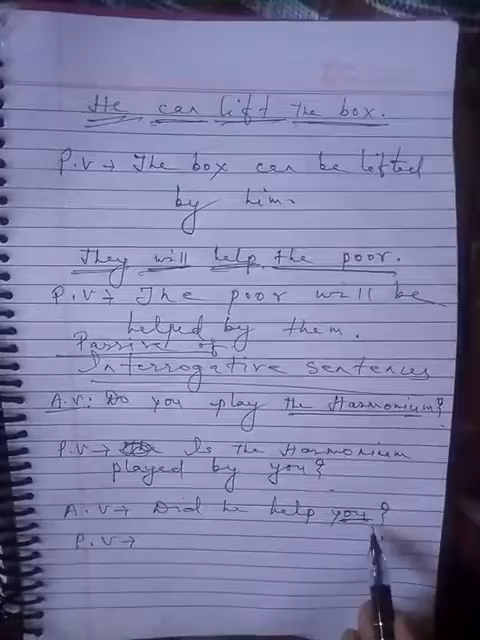 He can lift the box.
P.V → The box can be lifted
by him.
They will help the poor.
P.V → The poor will be
helped by them.
Passive of
Interrogative sentences
A.V: Do you play the Harmonium?
P.V → Is the Harmonium
played by you?
A.V → Did he help you?
P.V →